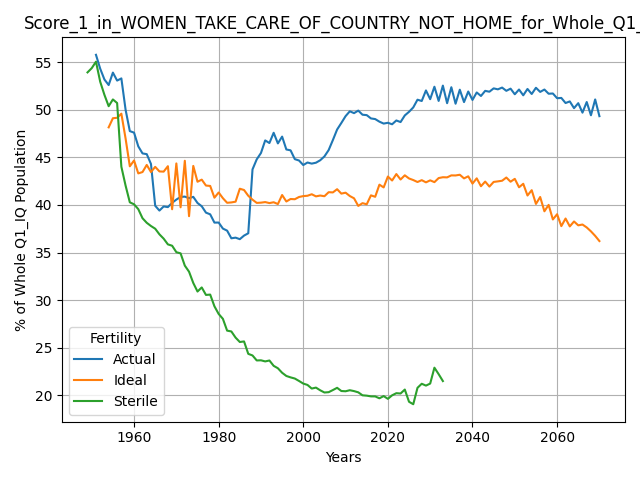 Score_1_in_WOMEN_TAKE_CARE_OF_COUNTRY_NOT_HOME_for_Whole_Q1_
% of Whole Q1_IQ Population
55
50
45
40
35
30
25
20
Fertility
Actual
Ideal
Sterile
1960 1980 2000 2020 2040 2060
Years